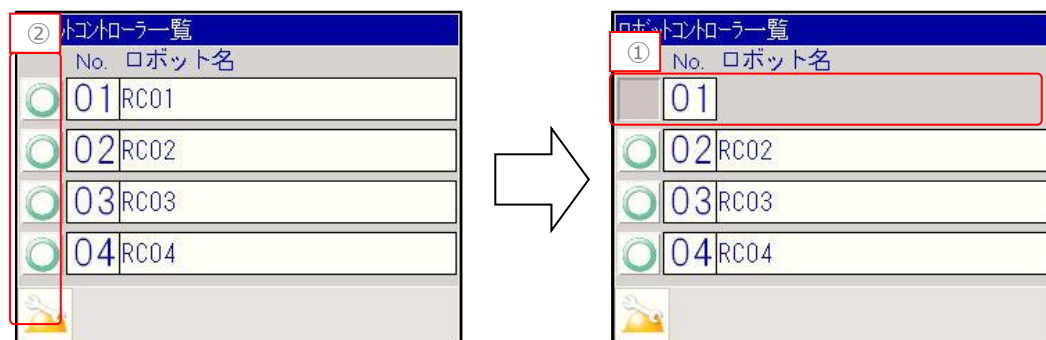 ②
トコントローラー一覧
No. ロボット名
01 RC01
02 RC02
03 RC03
04 RC04
ロボットコントローラー一覧
①
No. ロボット名
01
02 RC02
03 RC03
04 RC04